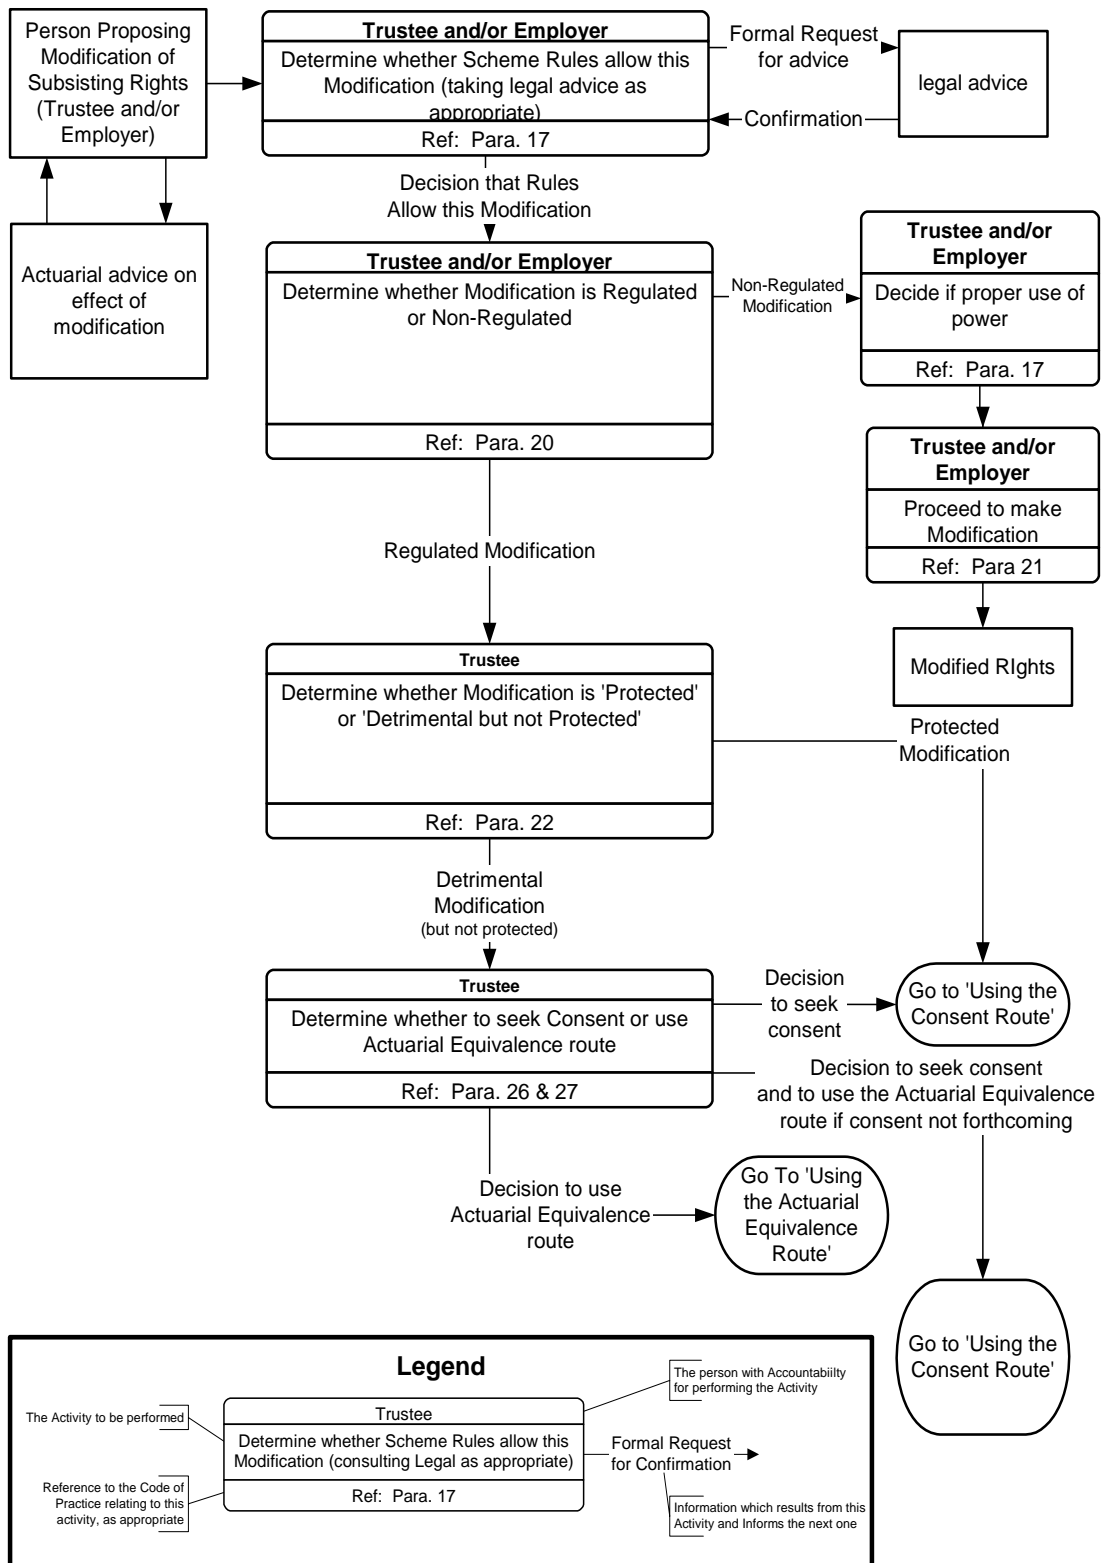 Person Proposing
Modification of
Subsisting Rights
(Trustee and/or
Employer)
Trustee and/or Employer
Determine whether Scheme Rules allow this
Modification (taking legal advice as
appropriate)
Ref: Para. 17
Formal Request
for advice
legal advice
Confirmation
Decision that Rules
Allow this Modification
Actuarial advice on
effect of
modification
Trustee and/or Employer
Determine whether Modification is Regulated
or Non-Regulated
Ref: Para. 20
Non-Regulated
Modification
Trustee and/or
Employer
Decide if proper use of
power
Ref: Para. 17
Trustee and/or
Employer
Proceed to make
Modification
Ref: Para 21
Modified RIghts
Regulated Modification
Trustee
Determine whether Modification is 'Protected'
or 'Detrimental but not Protected'
Ref: Para. 22
Protected
Modification
Detrimental
Modification
(but not protected)
Trustee
Determine whether to seek Consent or use
Actuarial Equivalence route
Ref: Para. 26 & 27
Decision
to seek
consent
Go to 'Using the
Consent Route'
Decision to seek consent
and to use the Actuarial Equivalence
route if consent not forthcoming
Decision to use
Actuarial Equivalence
route
Go To 'Using
the Actuarial
Equivalence
Route'
Go to 'Using the
Consent Route'
Legend
The Activity to be performed
Reference to the Code of
Practice relating to this
activity, as appropriate
Trustee
Determine whether Scheme Rules allow this
Modification (consulting Legal as appropriate)
Ref: Para. 17
The person with Accountabiilty
for performing the Activity
Formal Request
for Confirmation
Information which results from this
Activity and Informs the next one